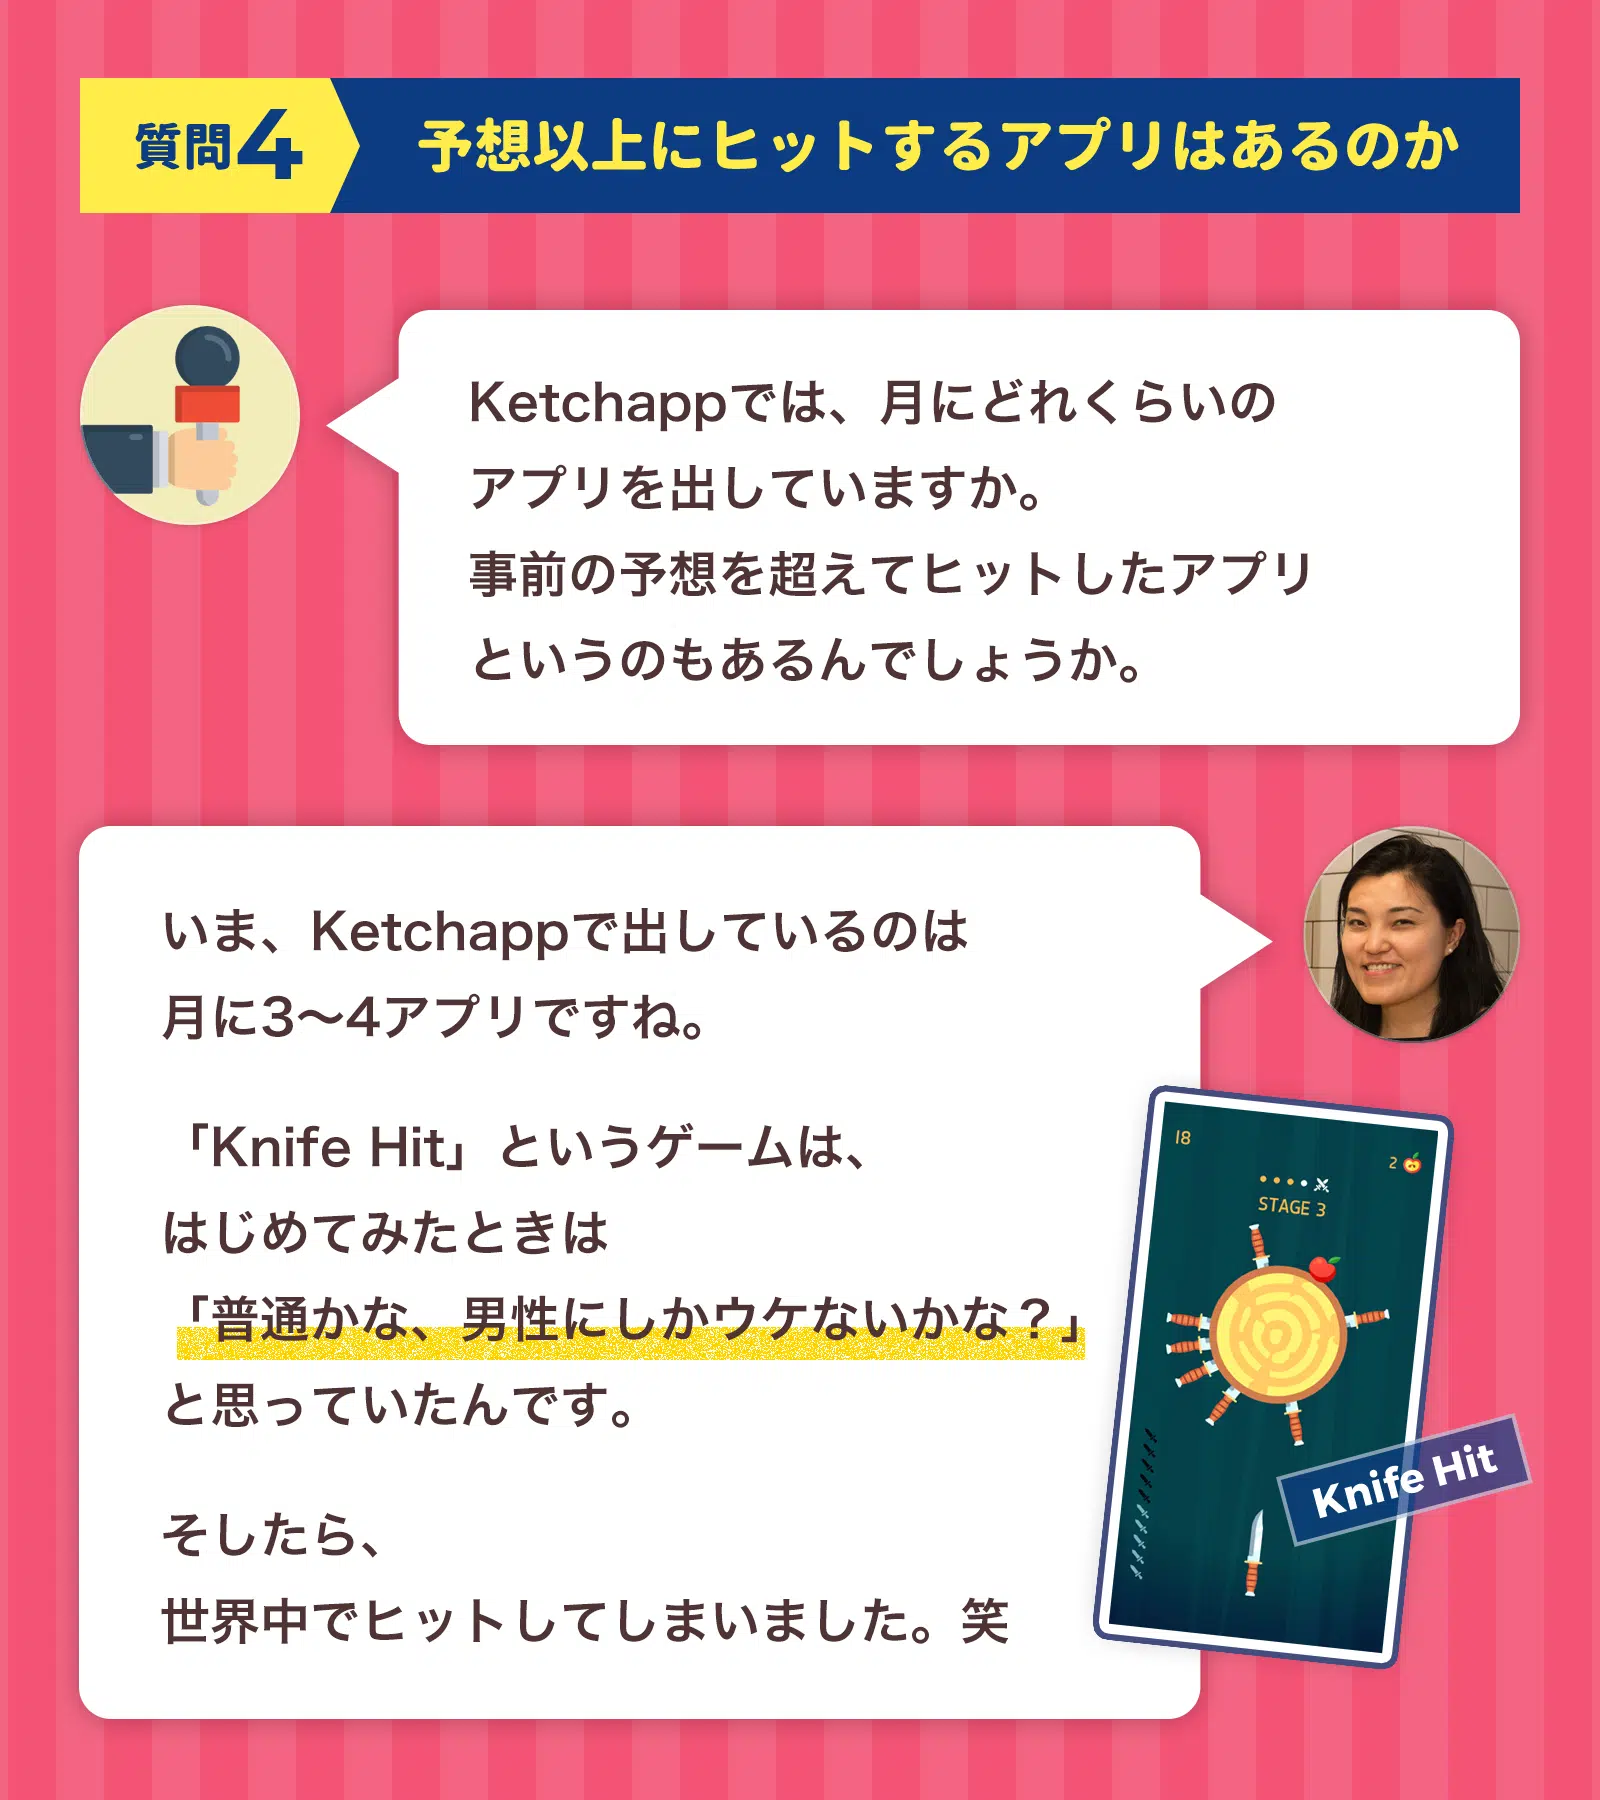 質問4
予想以上にヒットするアプリはあるのか
Ketchappでは、月にどれくらいの
アプリを出していますか。
事前の予想を超えてヒットしたアプリ
というのもあるんでしょうか。
いま、Ketchappで出しているのは
月に3〜4アプリですね。
「Knife Hit」というゲームは、
はじめてみたときは
「普通かな、男性にしかウケないかな？」
と思っていたんです。
そしたら、
世界中でヒットしてしまいました。笑
18
2
STAGE 3
Knife Hit